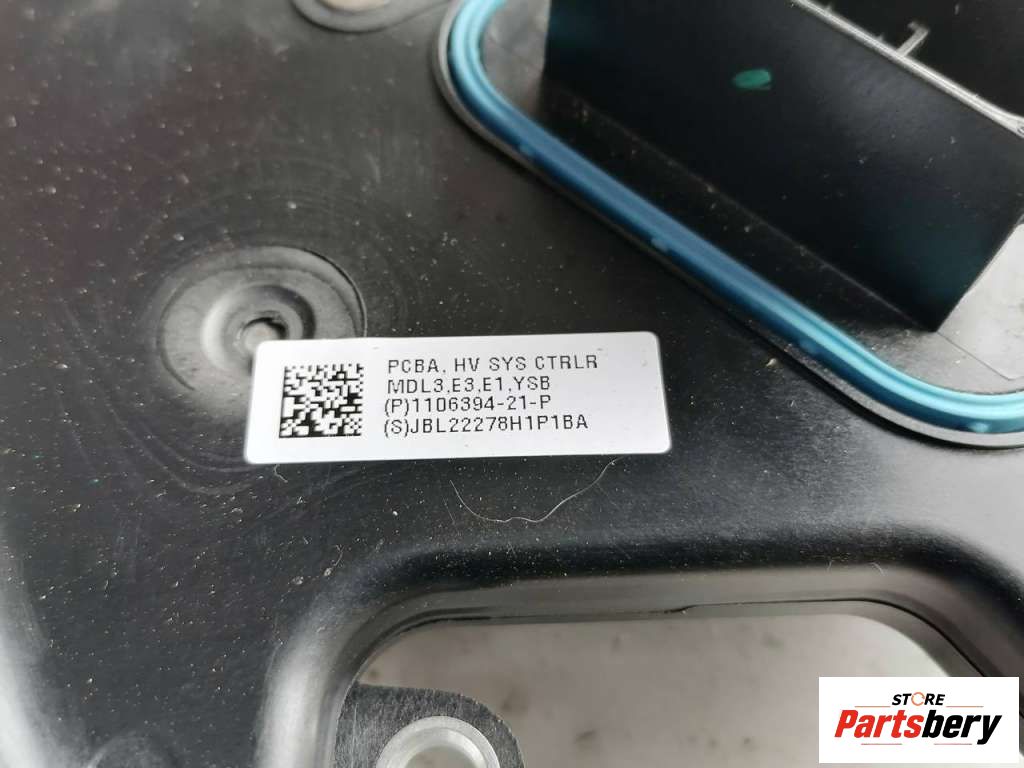 PCBA, HV SYS CTRLR
MDL3,E3,E1,YSB
(P)1106394-21-P
(S)JBL22278H1P1BA
STORE
Partsbery